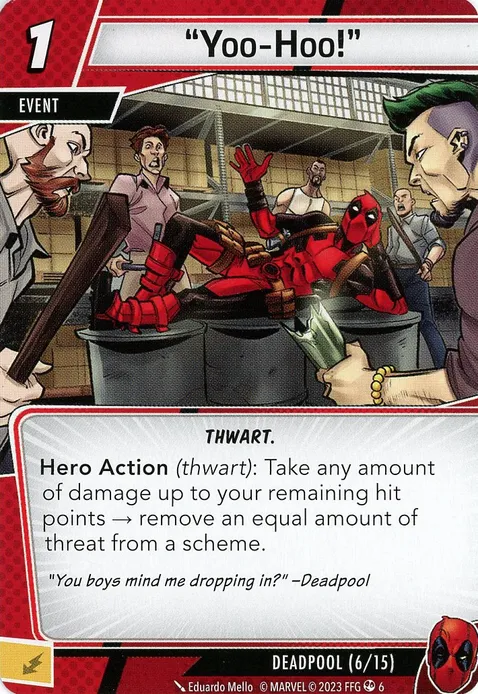 1
“Yoo-Hoo!”
EVENT
THWART.
Hero Action (thwart): Take any amount
of damage up to your remaining hit
points → remove an equal amount of
threat from a scheme.
"You boys mind me dropping in?" –Deadpool
DEADPOOL (6/15)
Eduardo Mello © MARVEL © 2023 FFG 6